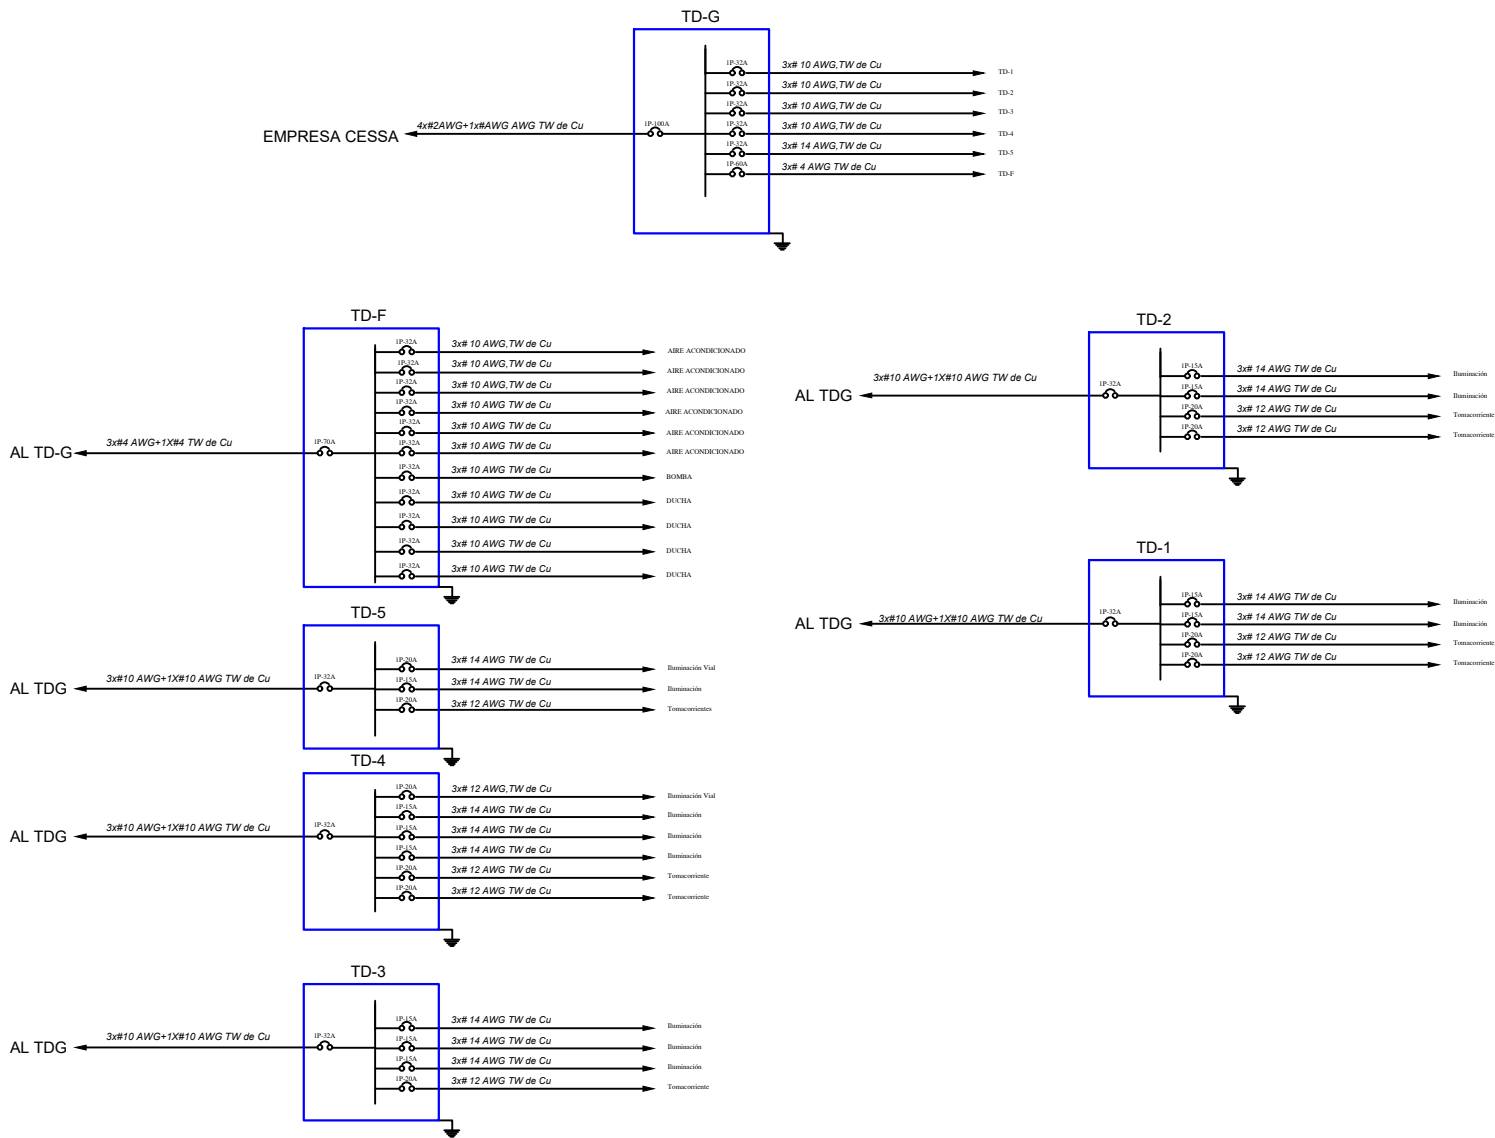 TD-G
1P-32A
3x# 10 AWG,TW de Cu
TD-1
1P-32A
3x# 10 AWG,TW de Cu
TD-2
1P-32A
3x# 10 AWG,TW de Cu
TD-3
EMPRESA CESSA
4x#2AWG+1x#AWG AWG TW de Cu
1P-100A
1P-32A
3x# 10 AWG,TW de Cu
TD-4
1P-32A
3x# 14 AWG,TW de Cu
TD-5
1P-60A
3x# 4 AWG TW de Cu
TD-F
TD-F
1P-32A
3x# 10 AWG,TW de Cu
AIRE ACONDICIONADO
1P-32A
3x# 10 AWG,TW de Cu
AIRE ACONDICIONADO
1P-32A
3x# 10 AWG,TW de Cu
AIRE ACONDICIONADO
1P-32A
3x# 10 AWG,TW de Cu
AIRE ACONDICIONADO
1P-32A
3x# 10 AWG TW de Cu
AIRE ACONDICIONADO
AL TD-G
3x#4 AWG+1X#4 TW de Cu
1P-70A
1P-32A
3x# 10 AWG TW de Cu
AIRE ACONDICIONADO
1P-32A
3x# 10 AWG TW de Cu
BOMBA
1P-32A
3x# 10 AWG TW de Cu
DUCHA
1P-32A
3x# 10 AWG TW de Cu
DUCHA
1P-32A
3x# 10 AWG TW de Cu
DUCHA
1P-32A
3x# 10 AWG TW de Cu
DUCHA
TD-2
1P-15A
3x# 14 AWG TW de Cu
Iluminación
AL TDG
3x#10 AWG+1X#10 AWG TW de Cu
1P-32A
1P-15A
3x# 14 AWG TW de Cu
Iluminación
1P-20A
3x# 12 AWG TW de Cu
Tomacorriente
1P-20A
3x# 12 AWG TW de Cu
Tomacorriente
TD-1
1P-15A
3x# 14 AWG TW de Cu
Iluminación
AL TDG
3x#10 AWG+1X#10 AWG TW de Cu
1P-32A
1P-15A
3x# 14 AWG TW de Cu
Iluminación
1P-20A
3x# 12 AWG TW de Cu
Tomacorriente
1P-20A
3x# 12 AWG TW de Cu
Tomacorriente
TD-5
1P-20A
3x# 14 AWG TW de Cu
Iluminación Vial
AL TDG
3x#10 AWG+1X#10 AWG TW de Cu
1P-32A
1P-15A
3x# 14 AWG TW de Cu
Iluminación
1P-20A
3x# 12 AWG TW de Cu
Tomacorrientes
TD-4
1P-20A
3x# 12 AWG,TW de Cu
Iluminación Vial
1P-15A
3x# 14 AWG TW de Cu
Iluminación
AL TDG
3x#10 AWG+1X#10 AWG TW de Cu
1P-32A
1P-15A
3x# 14 AWG TW de Cu
Iluminación
1P-15A
3x# 14 AWG TW de Cu
Iluminación
1P-20A
3x# 12 AWG TW de Cu
Tomacorriente
1P-20A
3x# 12 AWG TW de Cu
Tomacorriente
TD-3
1P-15A
3x# 14 AWG TW de Cu
Iluminación
AL TDG
3x#10 AWG+1X#10 AWG TW de Cu
1P-32A
1P-15A
3x# 14 AWG TW de Cu
Iluminación
1P-15A
3x# 14 AWG TW de Cu
Iluminación
1P-20A
3x# 12 AWG TW de Cu
Tomacorriente